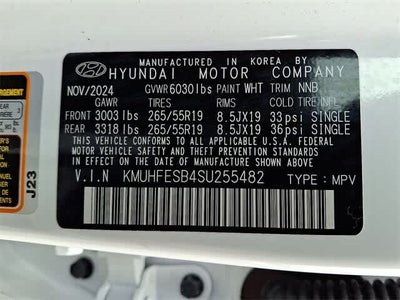 MANUFACTURED IN KOREA BY
HYUNDAI MOTOR COMPANY
NOV/2024 GVWR 6030 lbs PAINT WHT TRIM NNB
GAWR TIRES RIMS COLD TIRE INFL
FRONT 3003 lbs 265/55R19 8.5JX19 33psi SINGLE
REAR 3318 lbs 265/55R19 8.5JX19 36psi SINGLE
THIS VEHICLE CONFORMS TO ALL APPLICABLE U.S.A. FEDERAL
MOTOR VEHICLE SAFETY AND THEFT PREVENTION STANDARDS IN
EFFECT ON THE DATE OF MANUFACTURE SHOWN ABOVE.
V.I.N KMUHFESB4SU255482 TYPE: MPV
J23